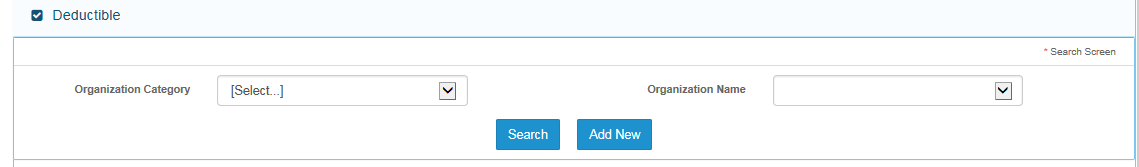 Deductible
* Search Screen
Organization Category [Select...] Organization Name
Search Add New